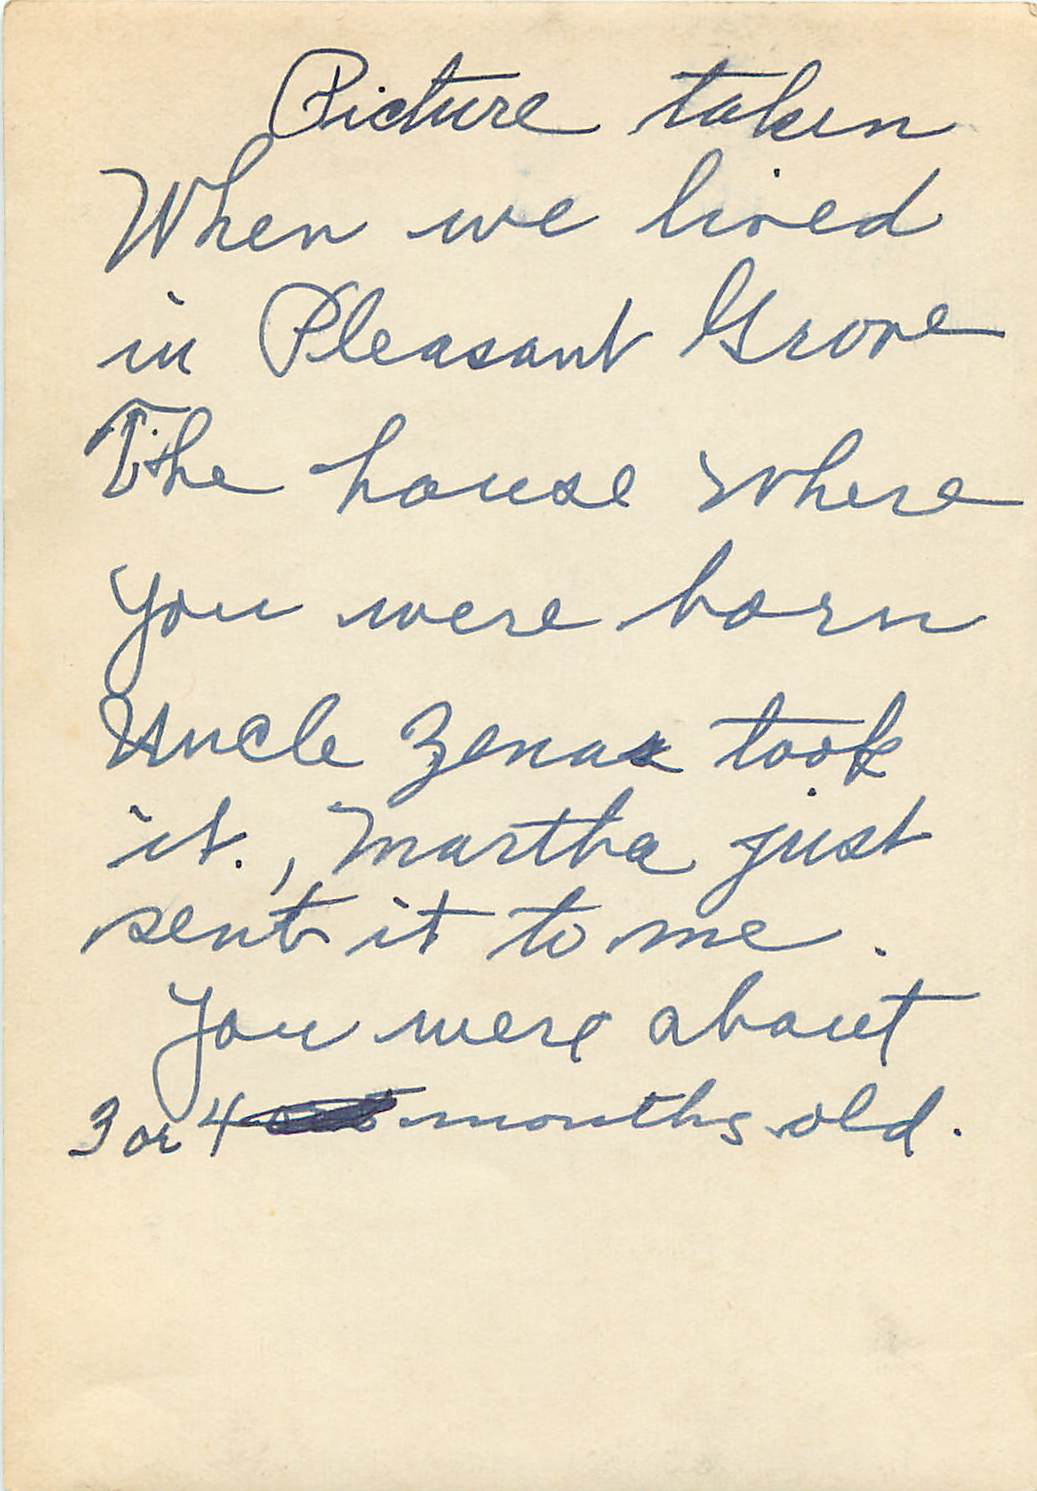 Picture taken
When we lived
in Pleasant Grove
The house where
you were born
Uncle Zenas took
it., Martha just
sent it to me.
You were about
3 or 4 months old.